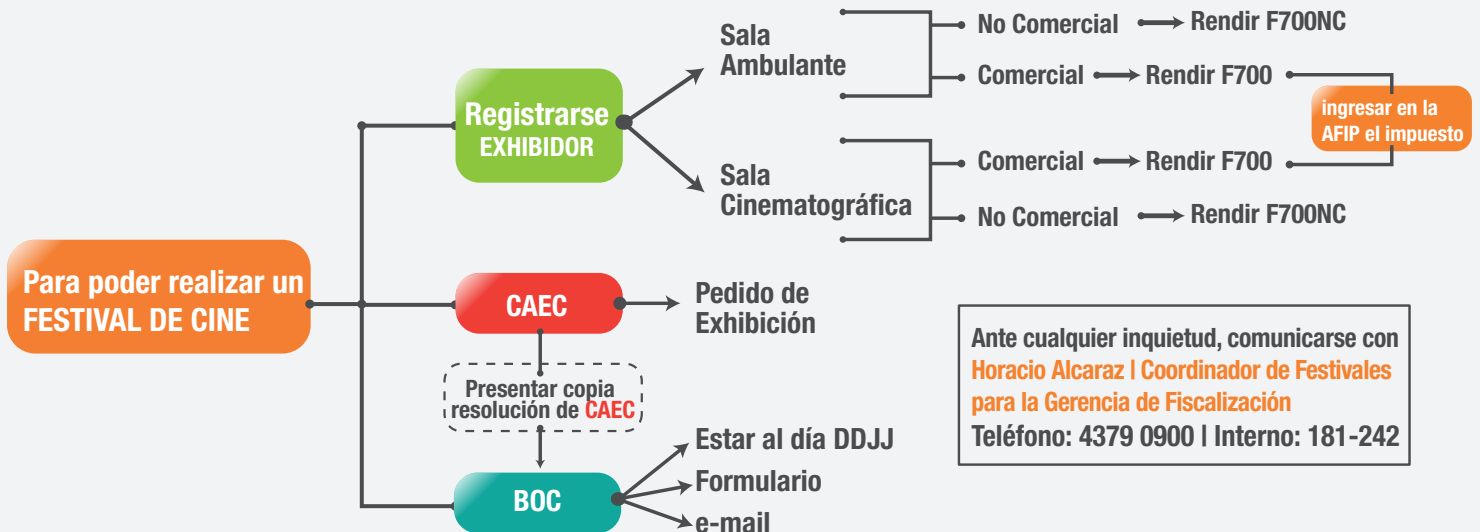 Para poder realizar un
FESTIVAL DE CINE
Registrarse
EXHIBIDOR
Sala
Ambulante
No Comercial
Rendir F700NC
Comercial
Rendir F700
ingresar en la
AFIP el impuesto
Sala
Cinematográfica
Comercial
Rendir F700
No Comercial
Rendir F700NC
CAEC
Pedido de
Exhibición
Presentar copia
resolución de CAEC
BOC
Estar al día DDJJ
Formulario
e-mail
Ante cualquier inquietud, comunicarse con
Horacio Alcaraz | Coordinador de Festivales
para la Gerencia de Fiscalización
Teléfono: 4379 0900 | Interno: 181-242